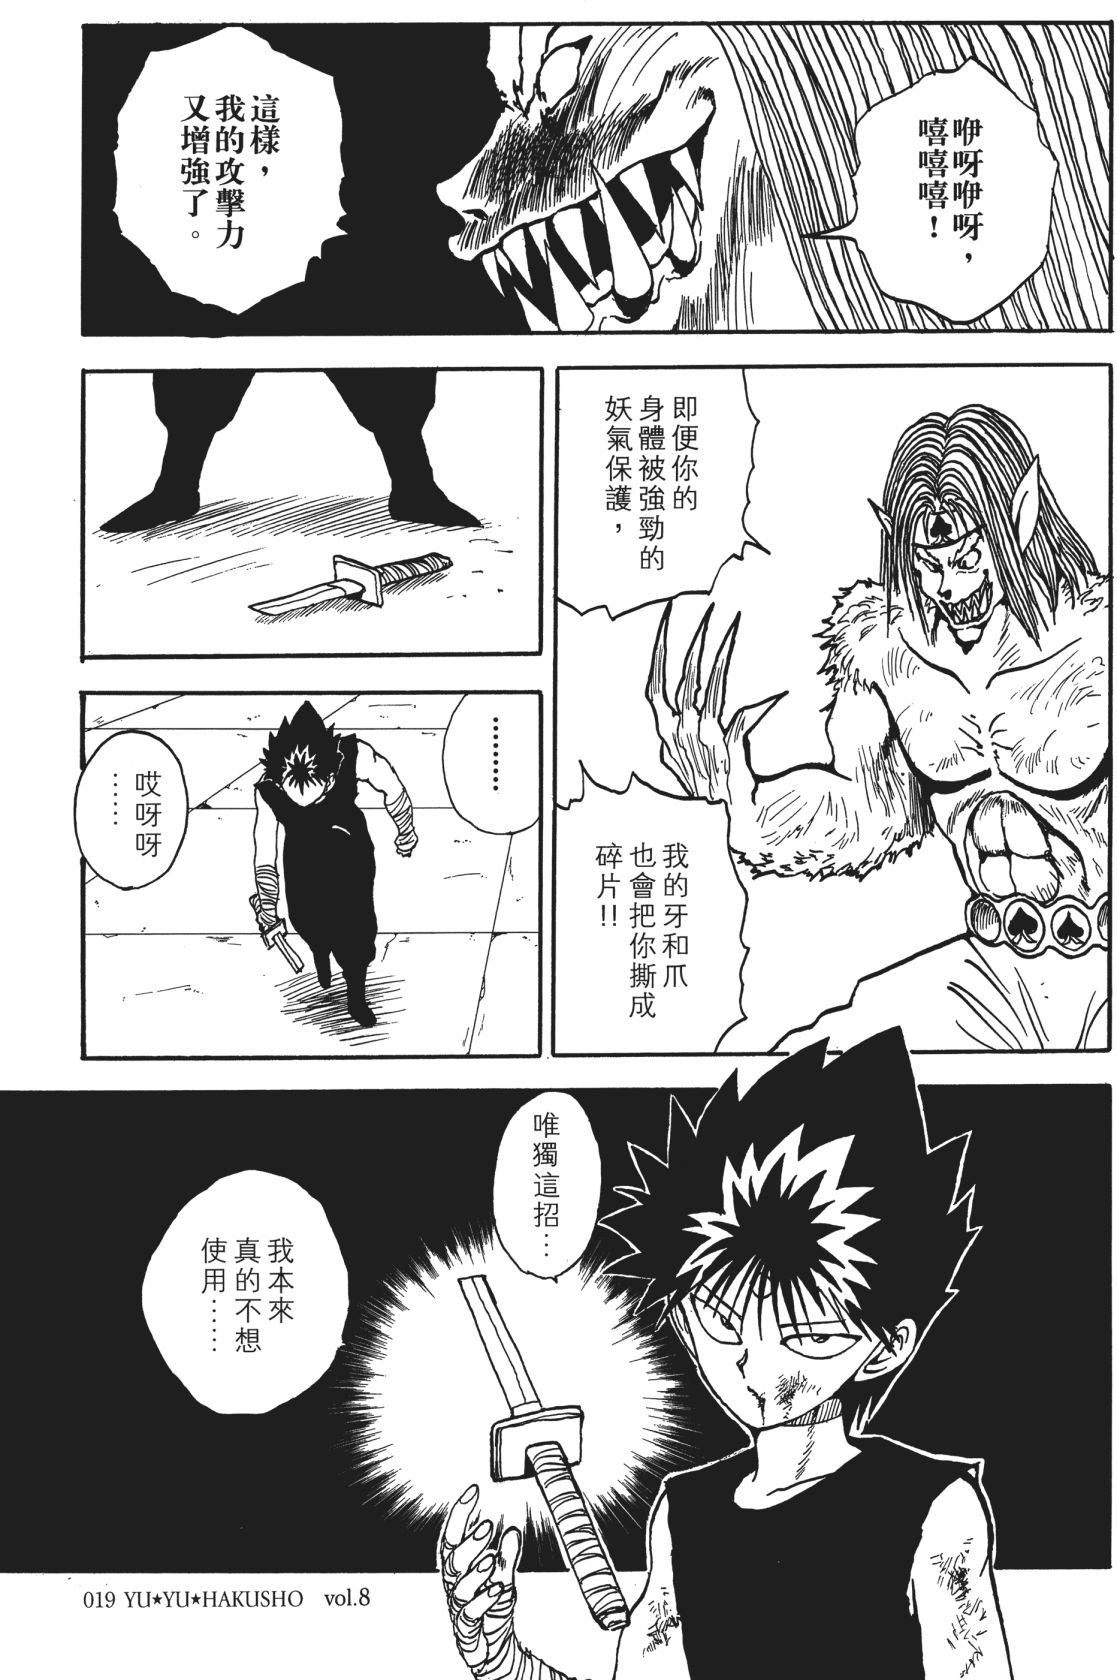 咿呀咿呀，
嘻嘻嘻！
這樣，
我的攻擊力
又增強了。
即便你的
身體被強勁的
妖氣保護，
我的牙和爪
也會把你撕成
碎片!!
………
哎呀呀
……
唯獨這招…
我本來
真的不想
使用……
019 YU★YU★HAKUSHO vol.8